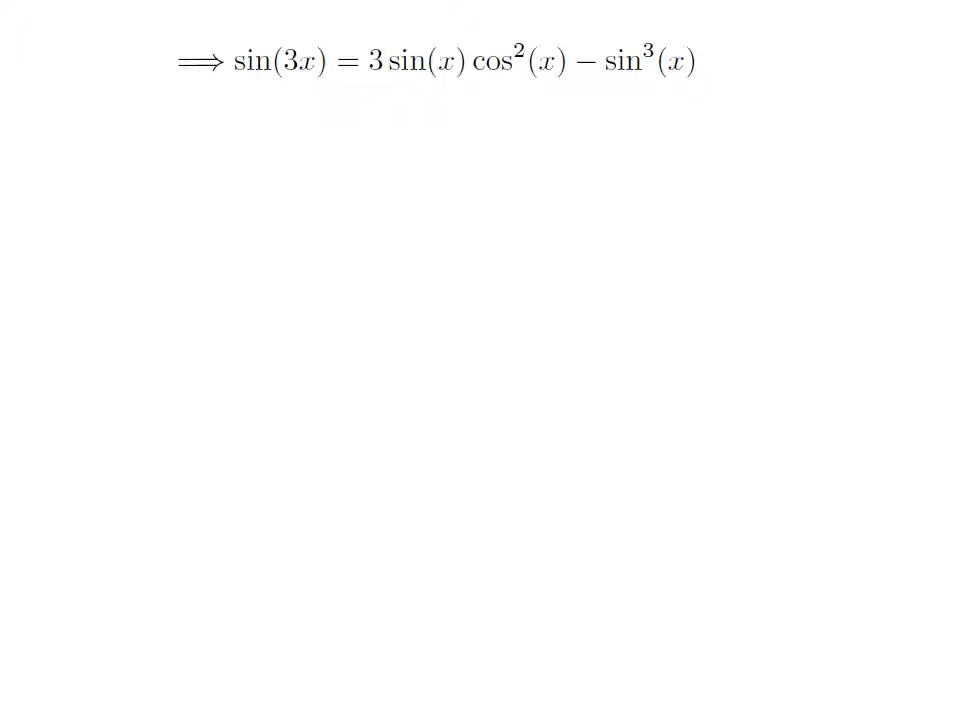 ⟹ sin(3x) = 3 sin(x) cos²(x) − sin³(x)